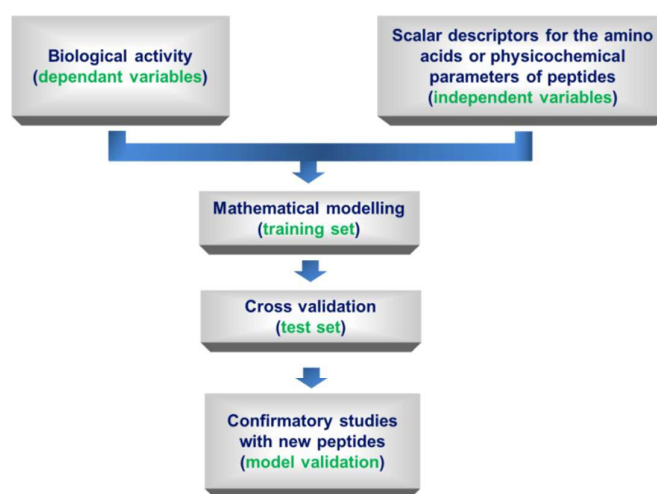 Biological activity
(dependant variables)
Scalar descriptors for the amino
acids or physicochemical
parameters of peptides
(independent variables)
Mathematical modelling
(training set)
Cross validation
(test set)
Confirmatory studies
with new peptides
(model validation)